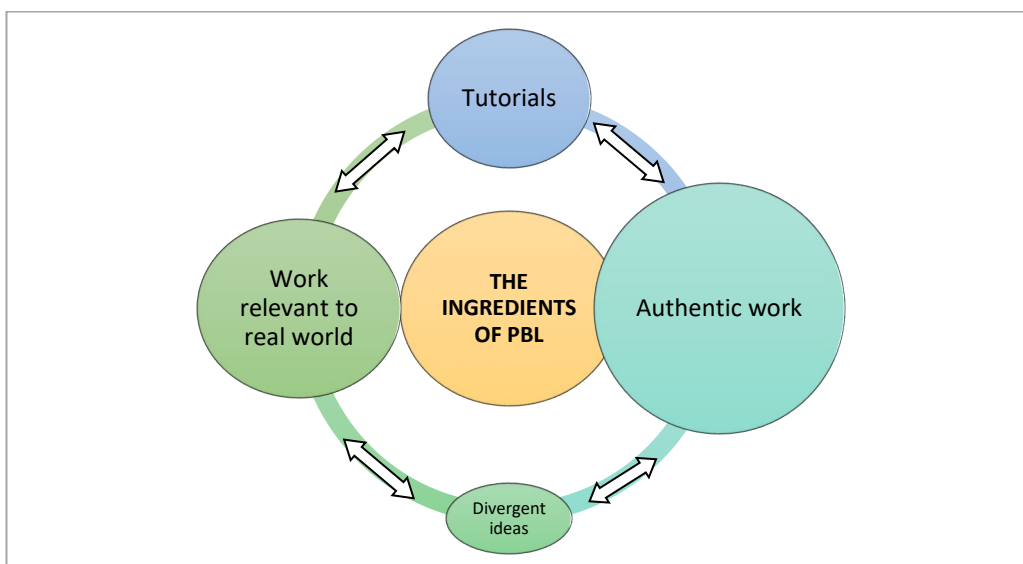 Tutorials
Work
relevant to
real world
THE
INGREDIENTS
OF PBL
Authentic work
Divergent
ideas